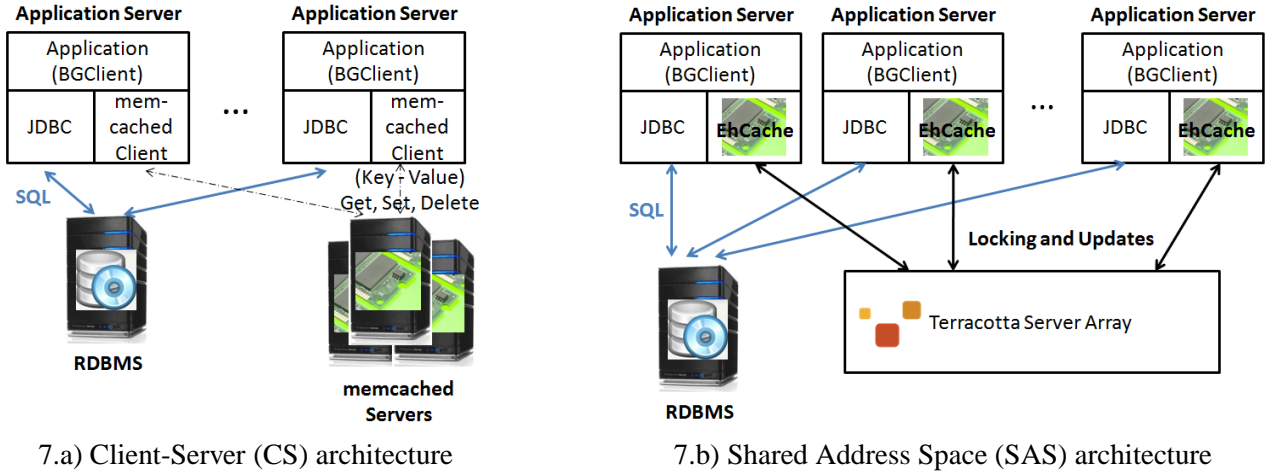 Application Server
Application Server
Application
(BGClient)
JDBC
mem-
cached
Client
...
Application
(BGClient)
JDBC
mem-
cached
Client
SQL
(Key - Value)
Get, Set, Delete
RDBMS
memcached
Servers
7.a) Client-Server (CS) architecture
Application Server
Application Server
Application Server
Application
(BGClient)
JDBC
EhCache
Application
(BGClient)
JDBC
EhCache
...
Application
(BGClient)
JDBC
EhCache
SQL
Locking and Updates
Terracotta Server Array
RDBMS
7.b) Shared Address Space (SAS) architecture